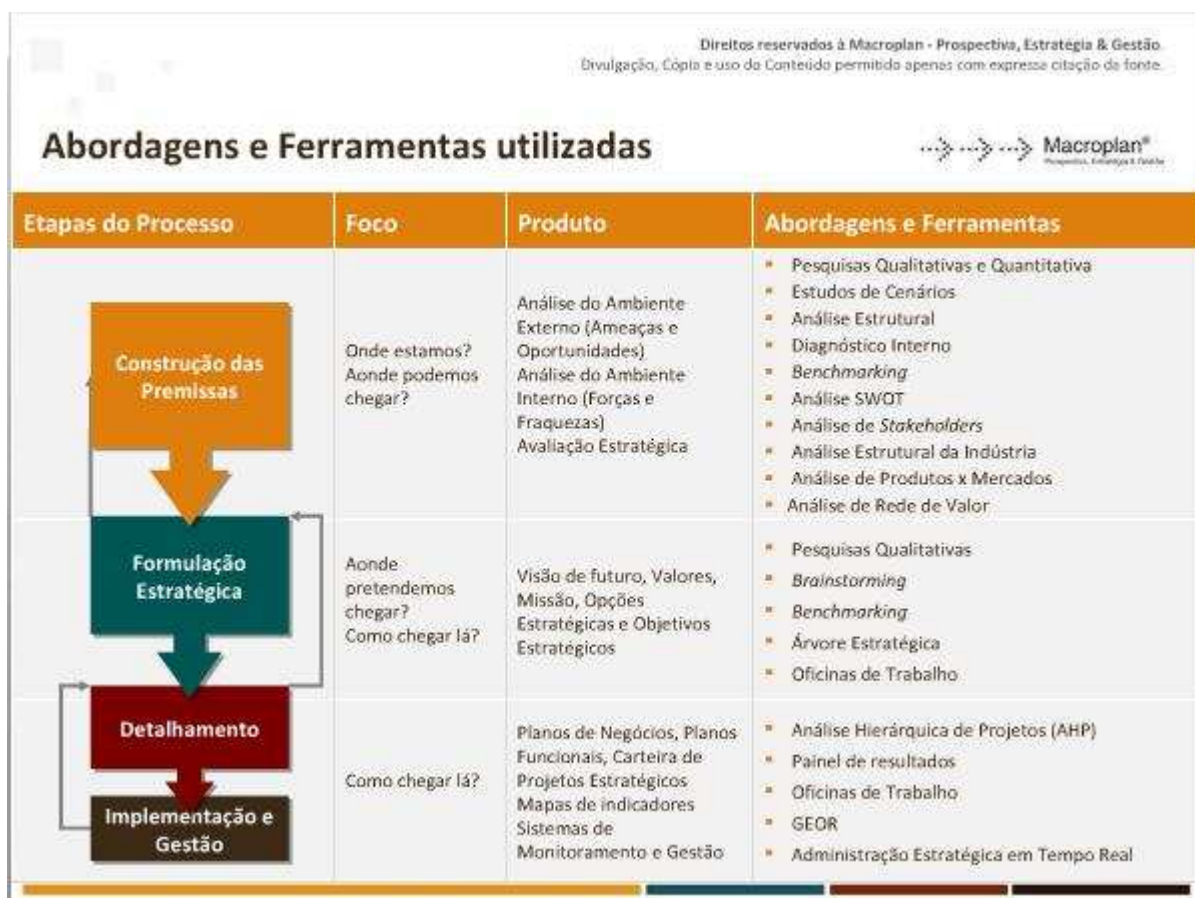 Direitos reservados à Macroplan - Prospectiva, Estratégia & Gestão.
Divulgação, Cópia e uso do Conteúdo permitido apenas com expressa citação da fonte.
Abordagens e Ferramentas utilizadas
Macroplan®
Prospectiva, Estratégia & Gestão
Etapas do Processo
Foco
Produto
Abordagens e Ferramentas
Construção das
Premissas
Onde estamos?
Aonde podemos
chegar?
Análise do Ambiente
Externo (Ameaças e
Oportunidades)
Análise do Ambiente
Interno (Forças e
Fraquezas)
Avaliação Estratégica
▪ Pesquisas Qualitativas e Quantitativa
▪ Estudos de Cenários
▪ Análise Estrutural
▪ Diagnóstico Interno
▪ Benchmarking
▪ Análise SWOT
▪ Análise de Stakeholders
▪ Análise Estrutural da Indústria
▪ Análise de Produtos x Mercados
▪ Análise de Rede de Valor
Formulação
Estratégica
Aonde
pretendemos
chegar?
Como chegar lá?
Visão de futuro, Valores,
Missão, Opções
Estratégicas e Objetivos
Estratégicos
▪ Pesquisas Qualitativas
▪ Brainstorming
▪ Benchmarking
▪ Árvore Estratégica
▪ Oficinas de Trabalho
Detalhamento
Implementação e
Gestão
Como chegar lá?
Planos de Negócios, Planos
Funcionais, Carteira de
Projetos Estratégicos
Mapas de indicadores
Sistemas de
Monitoramento e Gestão
▪ Análise Hierárquica de Projetos (AHP)
▪ Painel de resultados
▪ Oficinas de Trabalho
▪ GEOR
▪ Administração Estratégica em Tempo Real